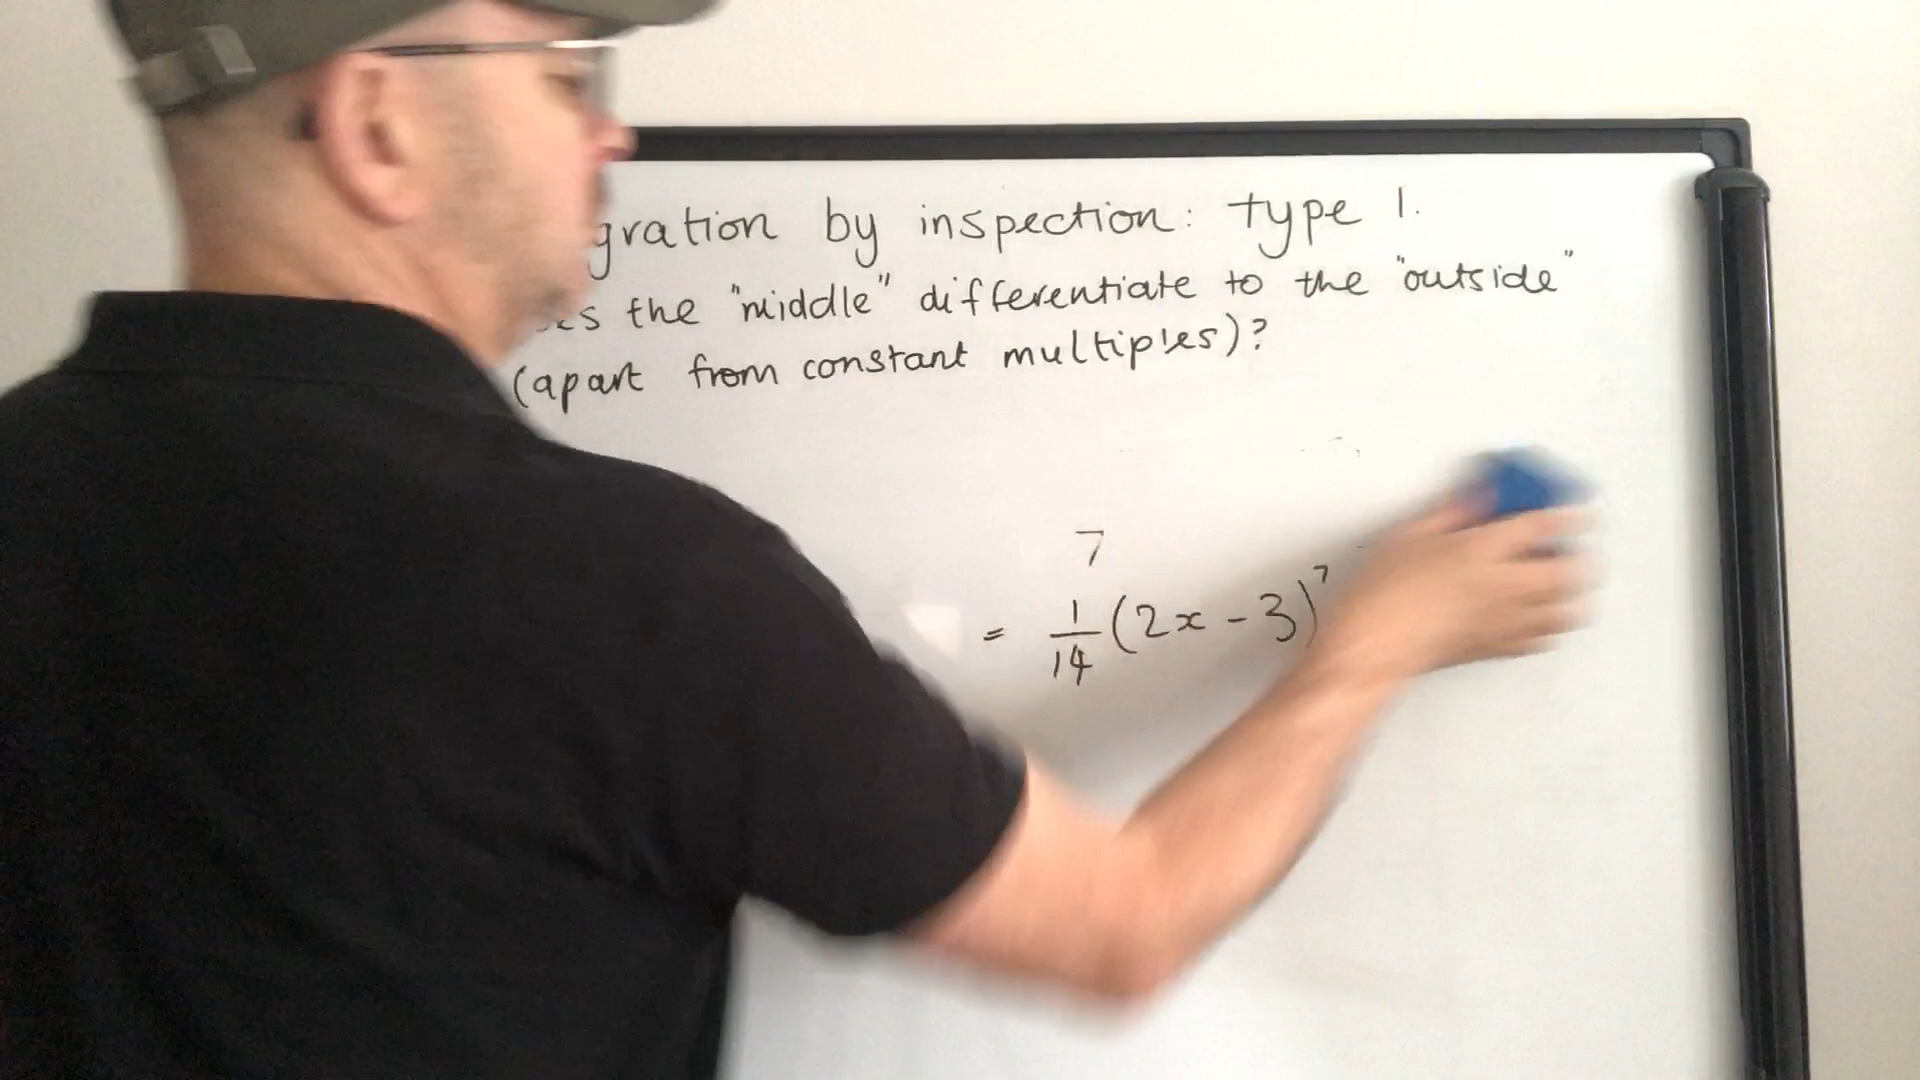 gration by inspection: type 1.
the "middle" differentiate to the "outside"
(apart from constant multiples)?
7
= 1/14 (2x - 3)^7